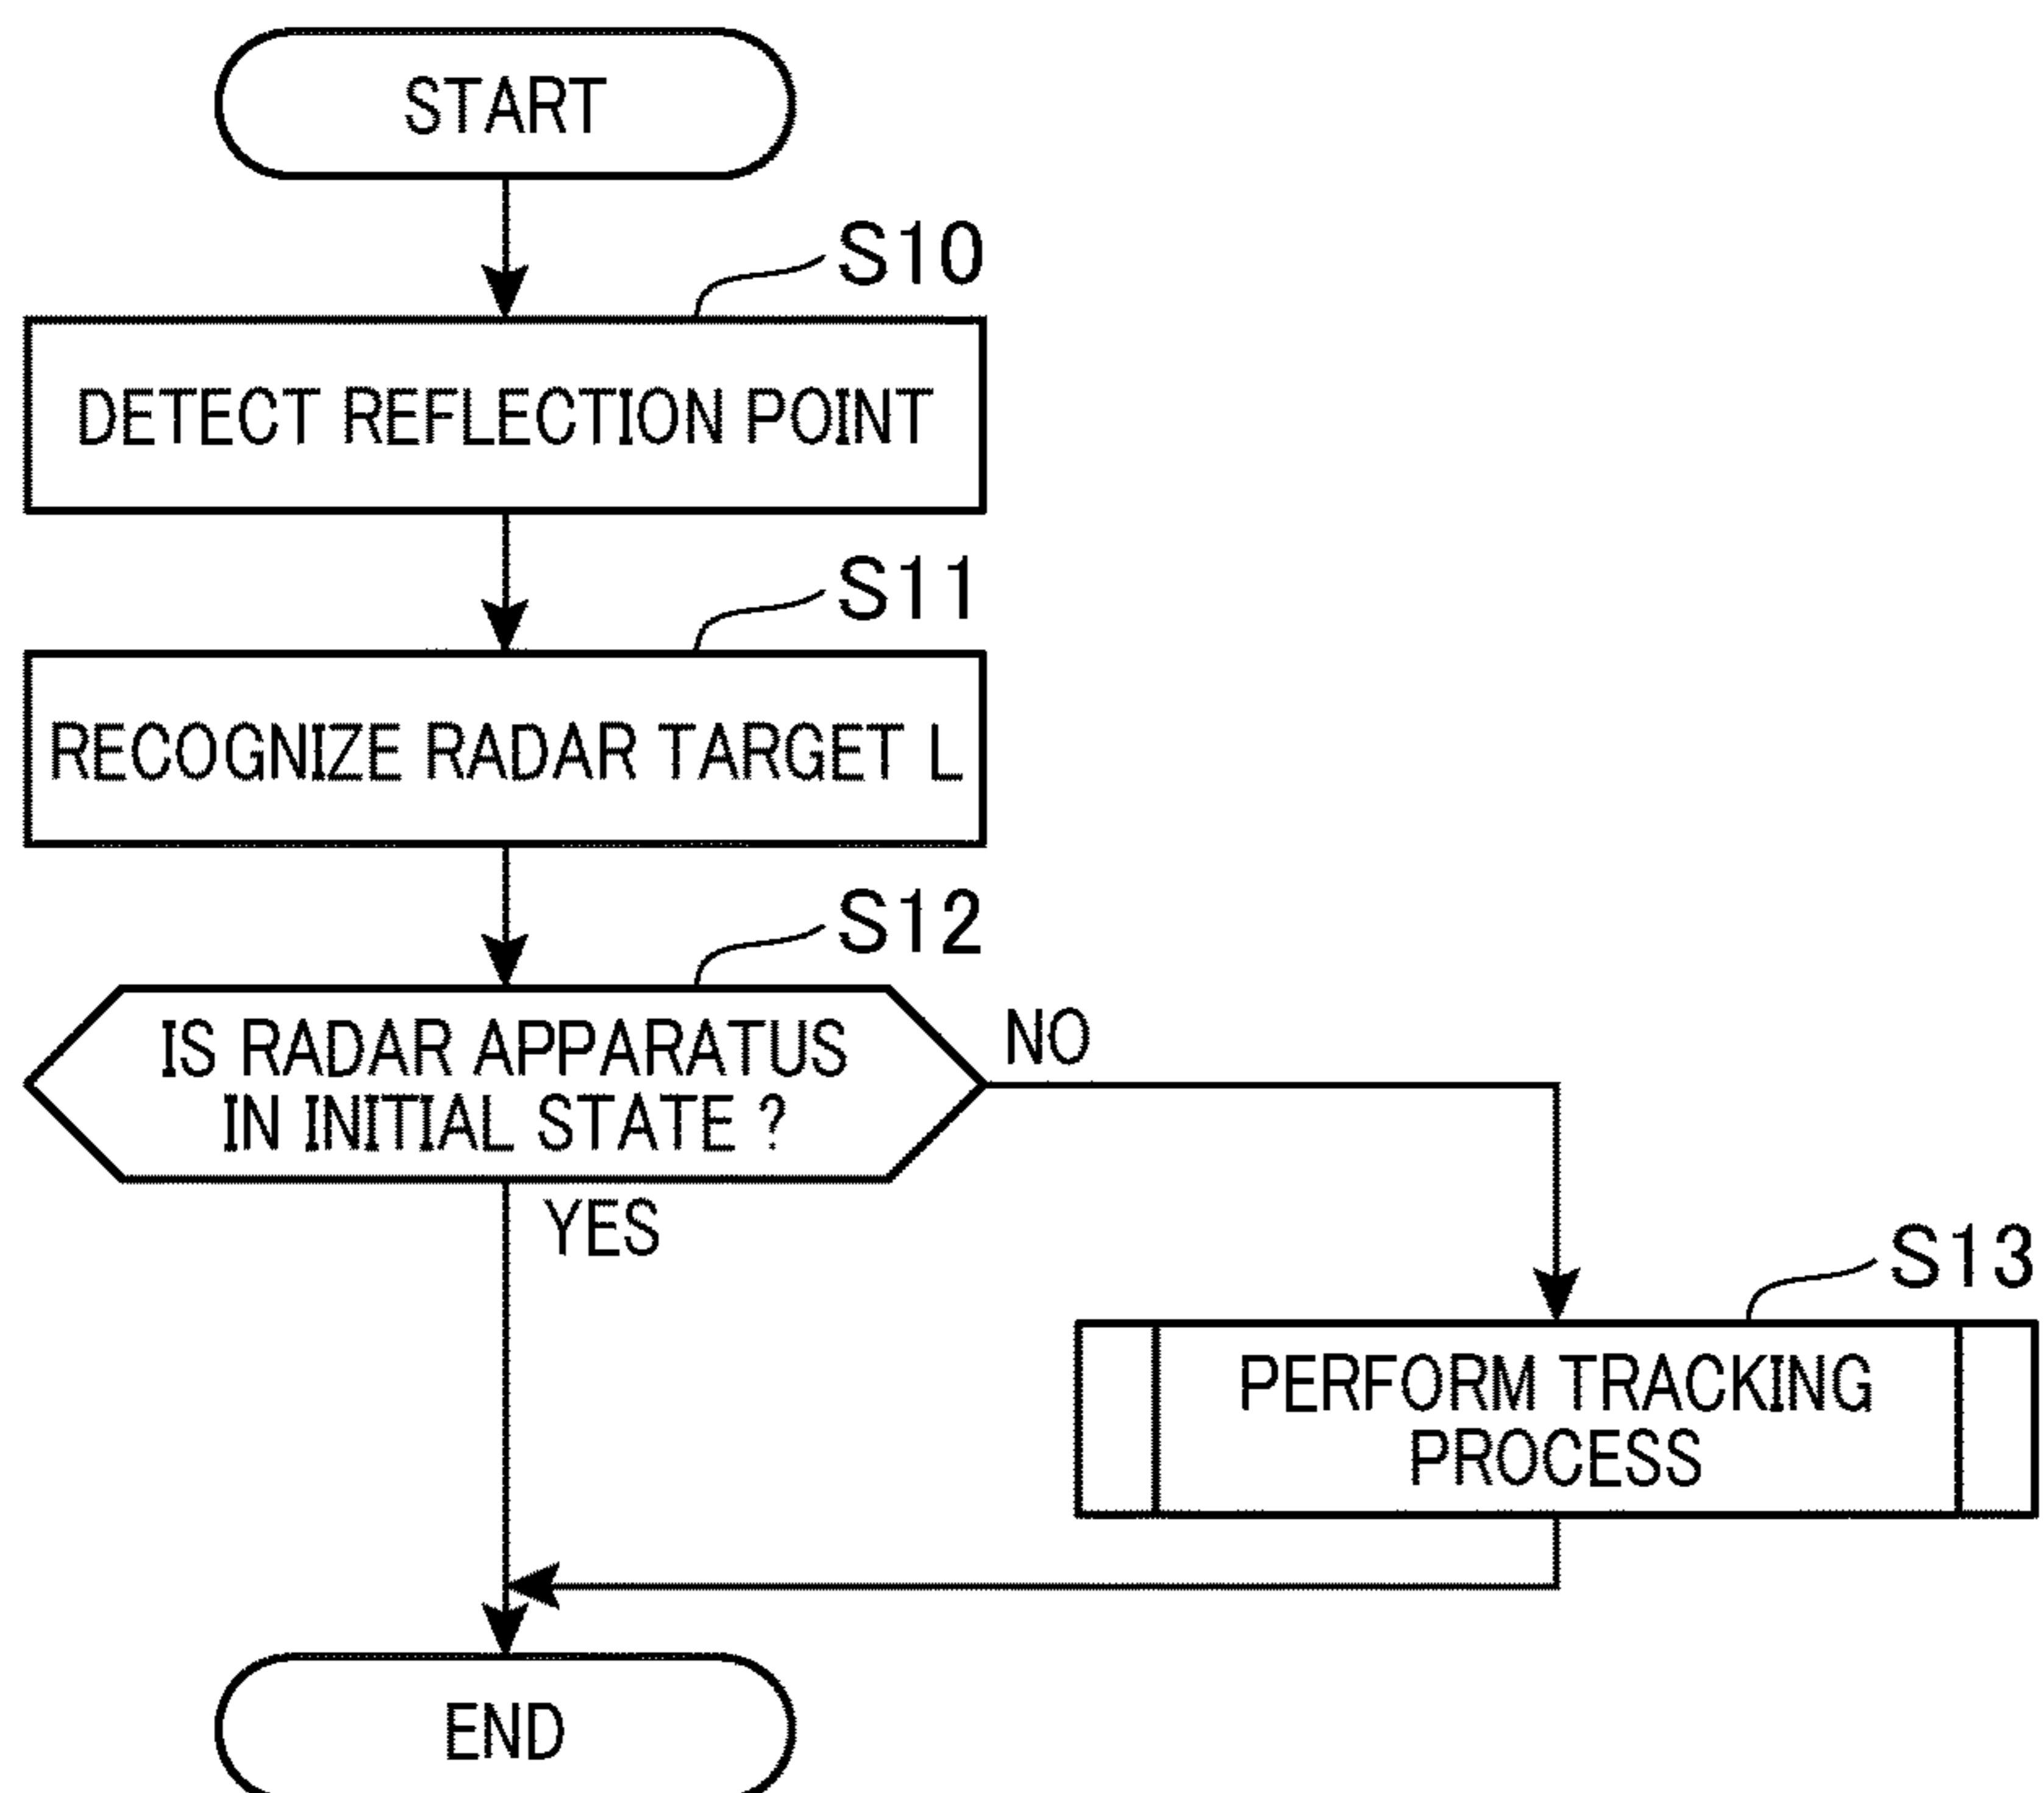 START
S10
DETECT REFLECTION POINT
S11
RECOGNIZE RADAR TARGET L
S12
IS RADAR APPARATUS
IN INITIAL STATE ?
NO
YES
S13
PERFORM TRACKING
PROCESS
END